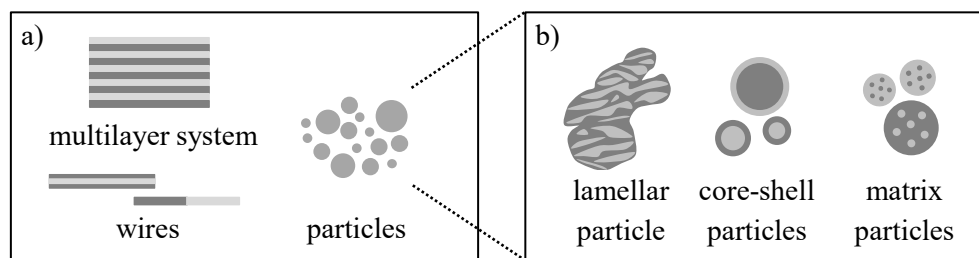 a)
multilayer system
wires
particles
b)
lamellar
particle
core-shell
particles
matrix
particles